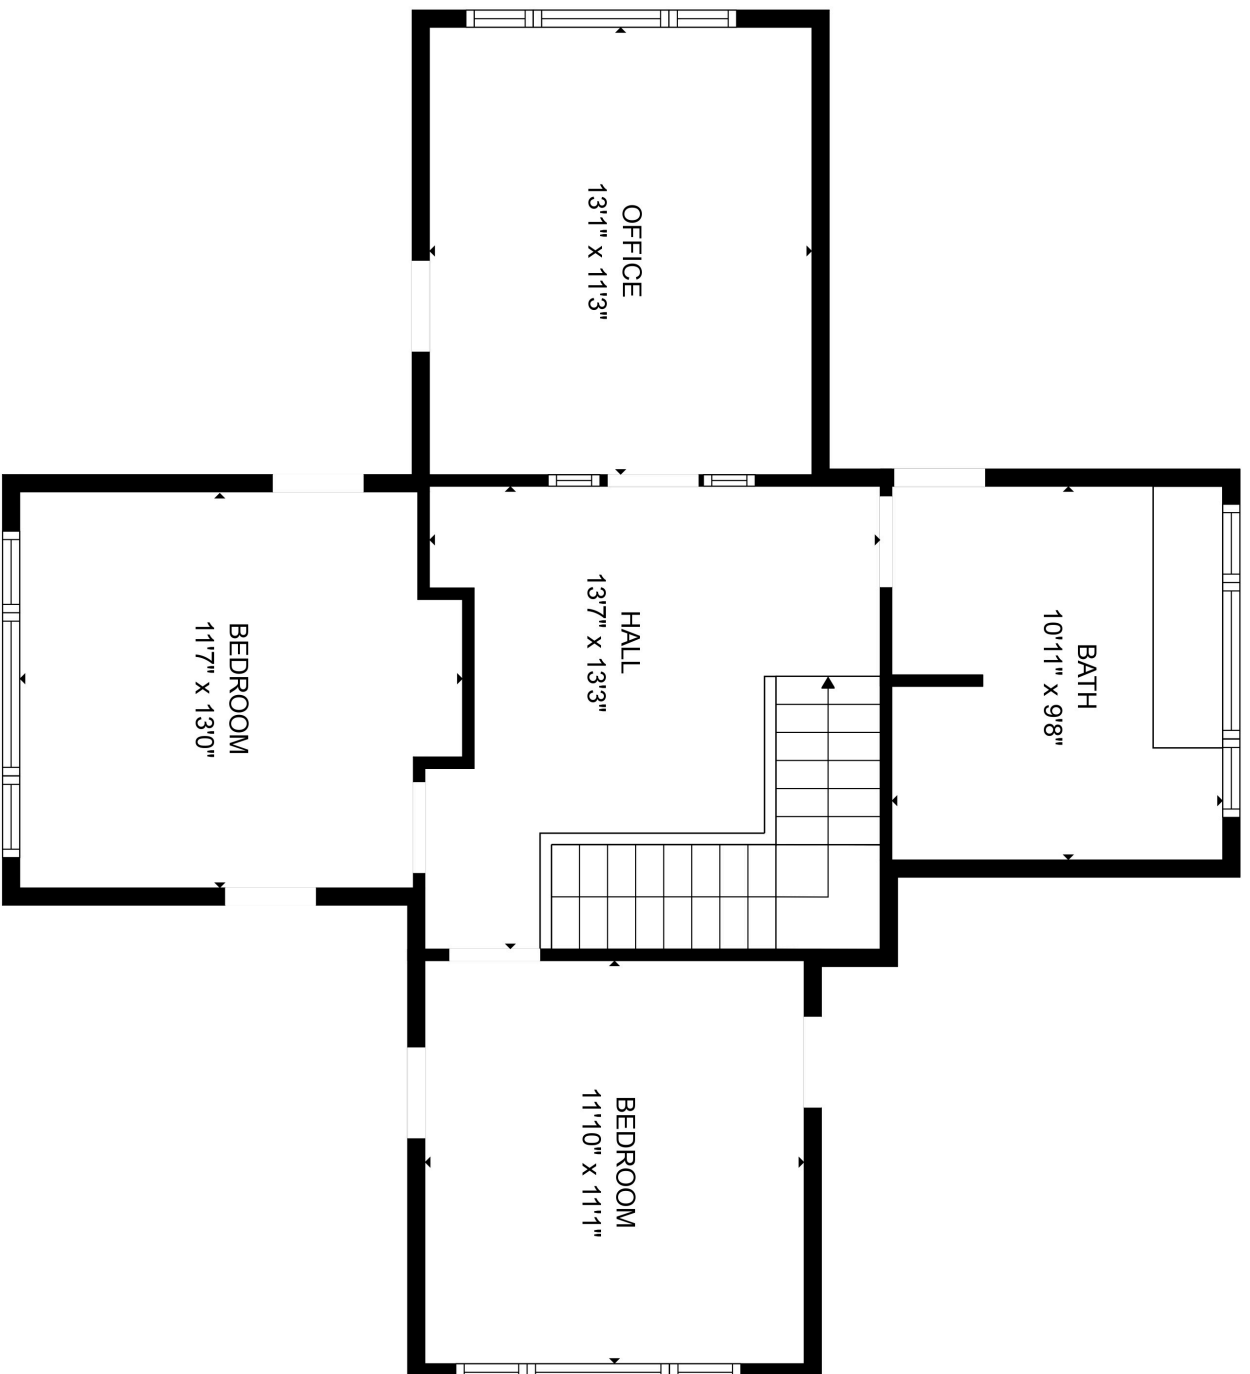 OFFICE
13'1" x 11'3"
HALL
13'7" x 13'3"
BATH
10'11" x 9'8"
BEDROOM
11'7" x 13'0"
BEDROOM
11'10" x 11'1"